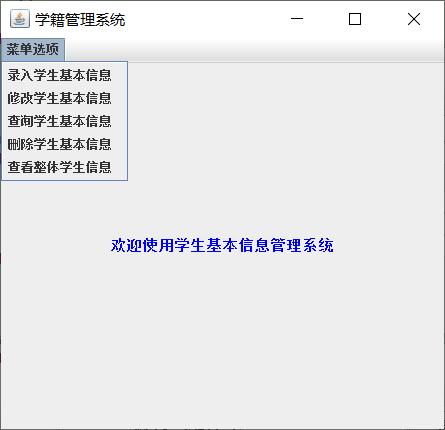 学籍管理系统
菜单选项
录入学生基本信息
修改学生基本信息
查询学生基本信息
删除学生基本信息
查看整体学生信息
欢迎使用学生基本信息管理系统